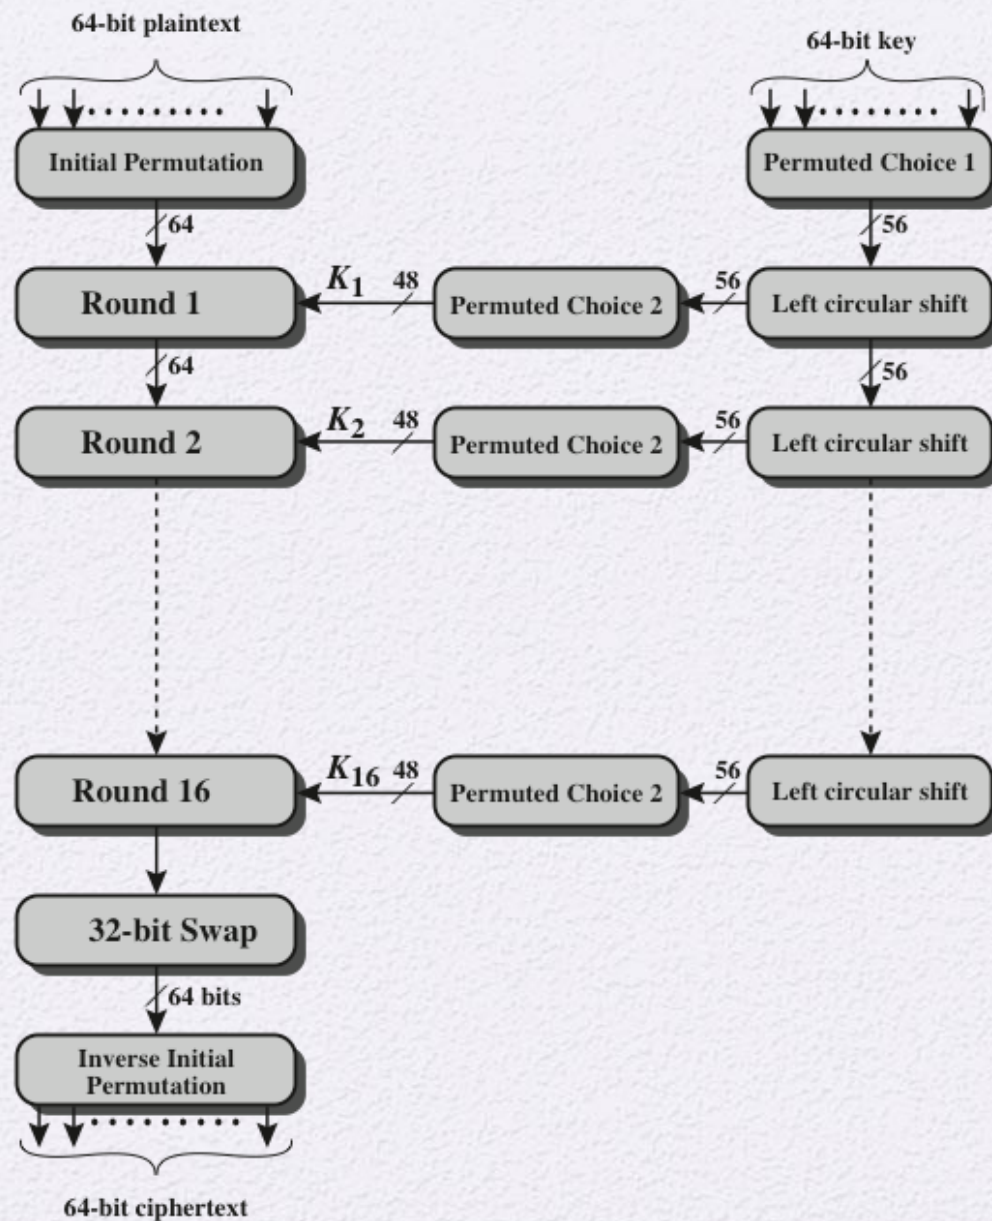 64-bit plaintext
64-bit key
Initial Permutation
Permuted Choice 1
64
56
Round 1
K1
48
Permuted Choice 2
56
Left circular shift
64
56
Round 2
K2
48
Permuted Choice 2
56
Left circular shift
Round 16
K16
48
Permuted Choice 2
56
Left circular shift
32-bit Swap
64 bits
Inverse Initial
Permutation
64-bit ciphertext